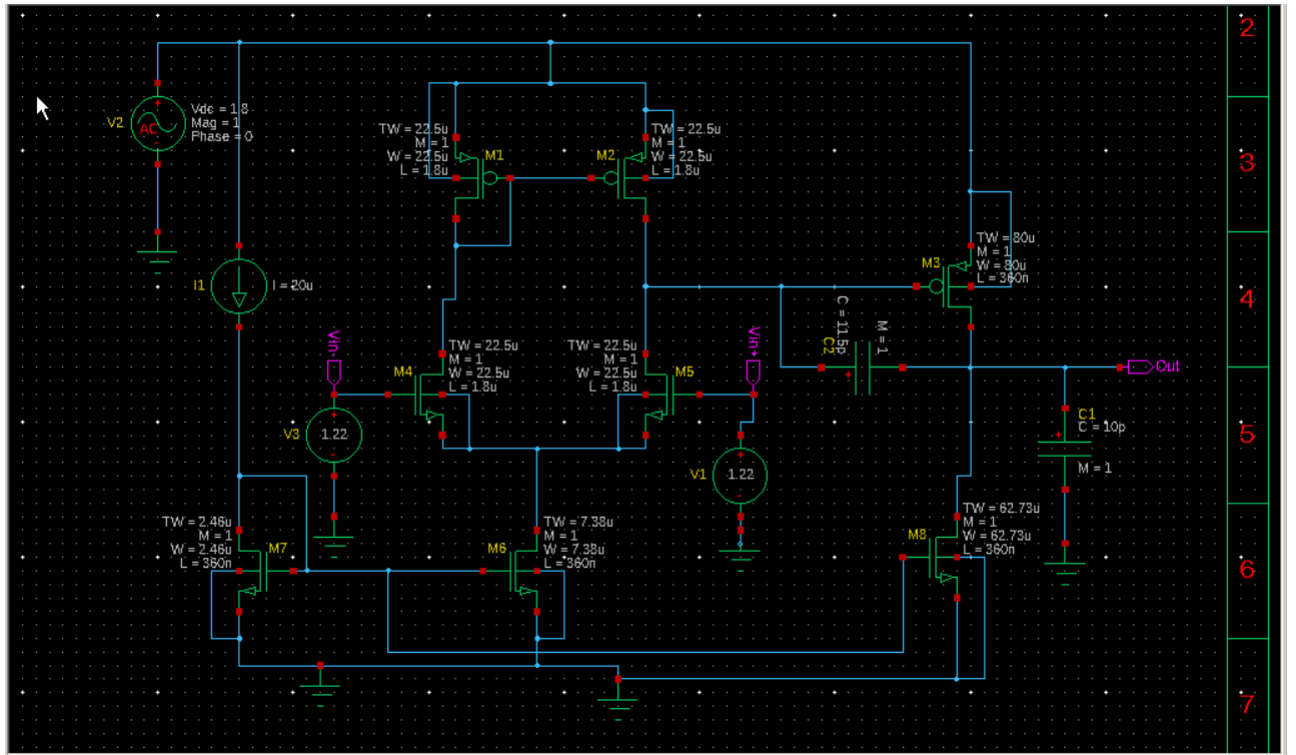 2
V2
AC
Vdc = 1.8
Mag = 1
Phase = 0
TW = 22.5u
M = 1
W = 22.5u
L = 1.8u
M1
M2
TW = 22.5u
M = 1
W = 22.5u
L = 1.8u
3
I1
I = 20u
M3
TW = 80u
M = 1
W = 80u
L = 360n
4
Vin-
M4
TW = 22.5u
M = 1
W = 22.5u
L = 1.8u
TW = 22.5u
M = 1
W = 22.5u
L = 1.8u
M5
Vin+
C = 11.5p
C2
M = 1
Out
V3
1.22
V1
1.22
C1
C = 10p
M = 1
5
TW = 2.46u
M = 1
W = 2.46u
L = 360n
M7
M6
TW = 7.38u
M = 1
W = 7.38u
L = 360n
M8
TW = 62.73u
M = 1
W = 62.73u
L = 360n
6
7